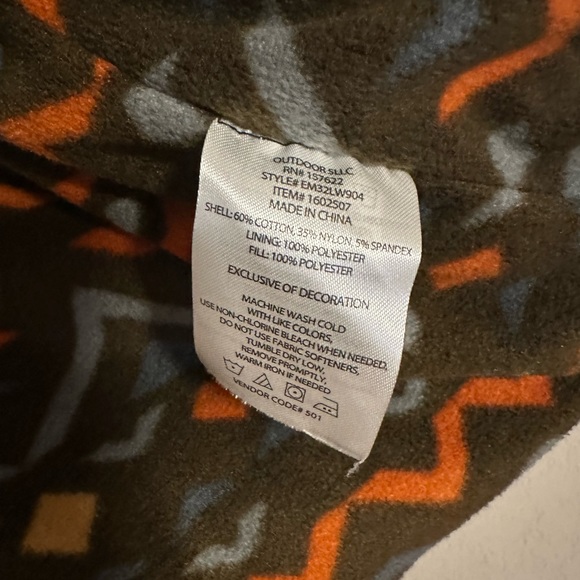 OUTDOOR SLLC
RN# 157622
STYLE# EM32LW904
ITEM# 1602507
MADE IN CHINA
SHELL: 60% COTTON, 35% NYLON, 5% SPANDEX
LINING: 100% POLYESTER
FILL: 100% POLYESTER
EXCLUSIVE OF DECORATION
MACHINE WASH COLD
WITH LIKE COLORS,
USE NON-CHLORINE BLEACH WHEN NEEDED,
DO NOT USE FABRIC SOFTENERS,
TUMBLE DRY LOW,
REMOVE PROMPTLY,
WARM IRON IF NEEDED
VENDOR CODE# 501